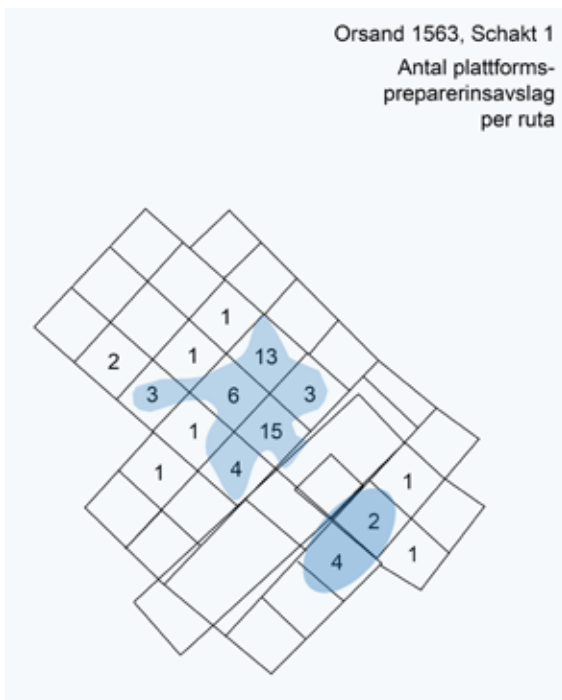 Orsand 1563, Schakt 1
Antal plattforms-
preparerinsavslag
per ruta
1
2 1 13
3 6 3
1 15
1 4
1
2
4 1